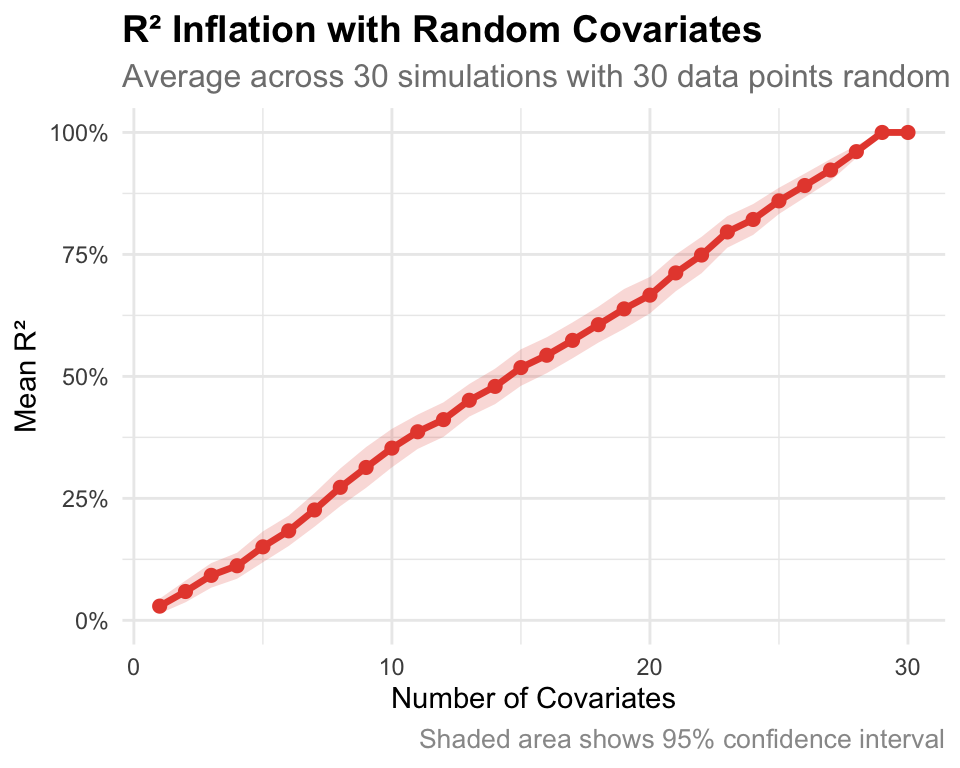 R² Inflation with Random Covariates
Average across 30 simulations with 30 data points random
100%
75%
50%
25%
0%
Mean R²
0 10 20 30
Number of Covariates
Shaded area shows 95% confidence interval